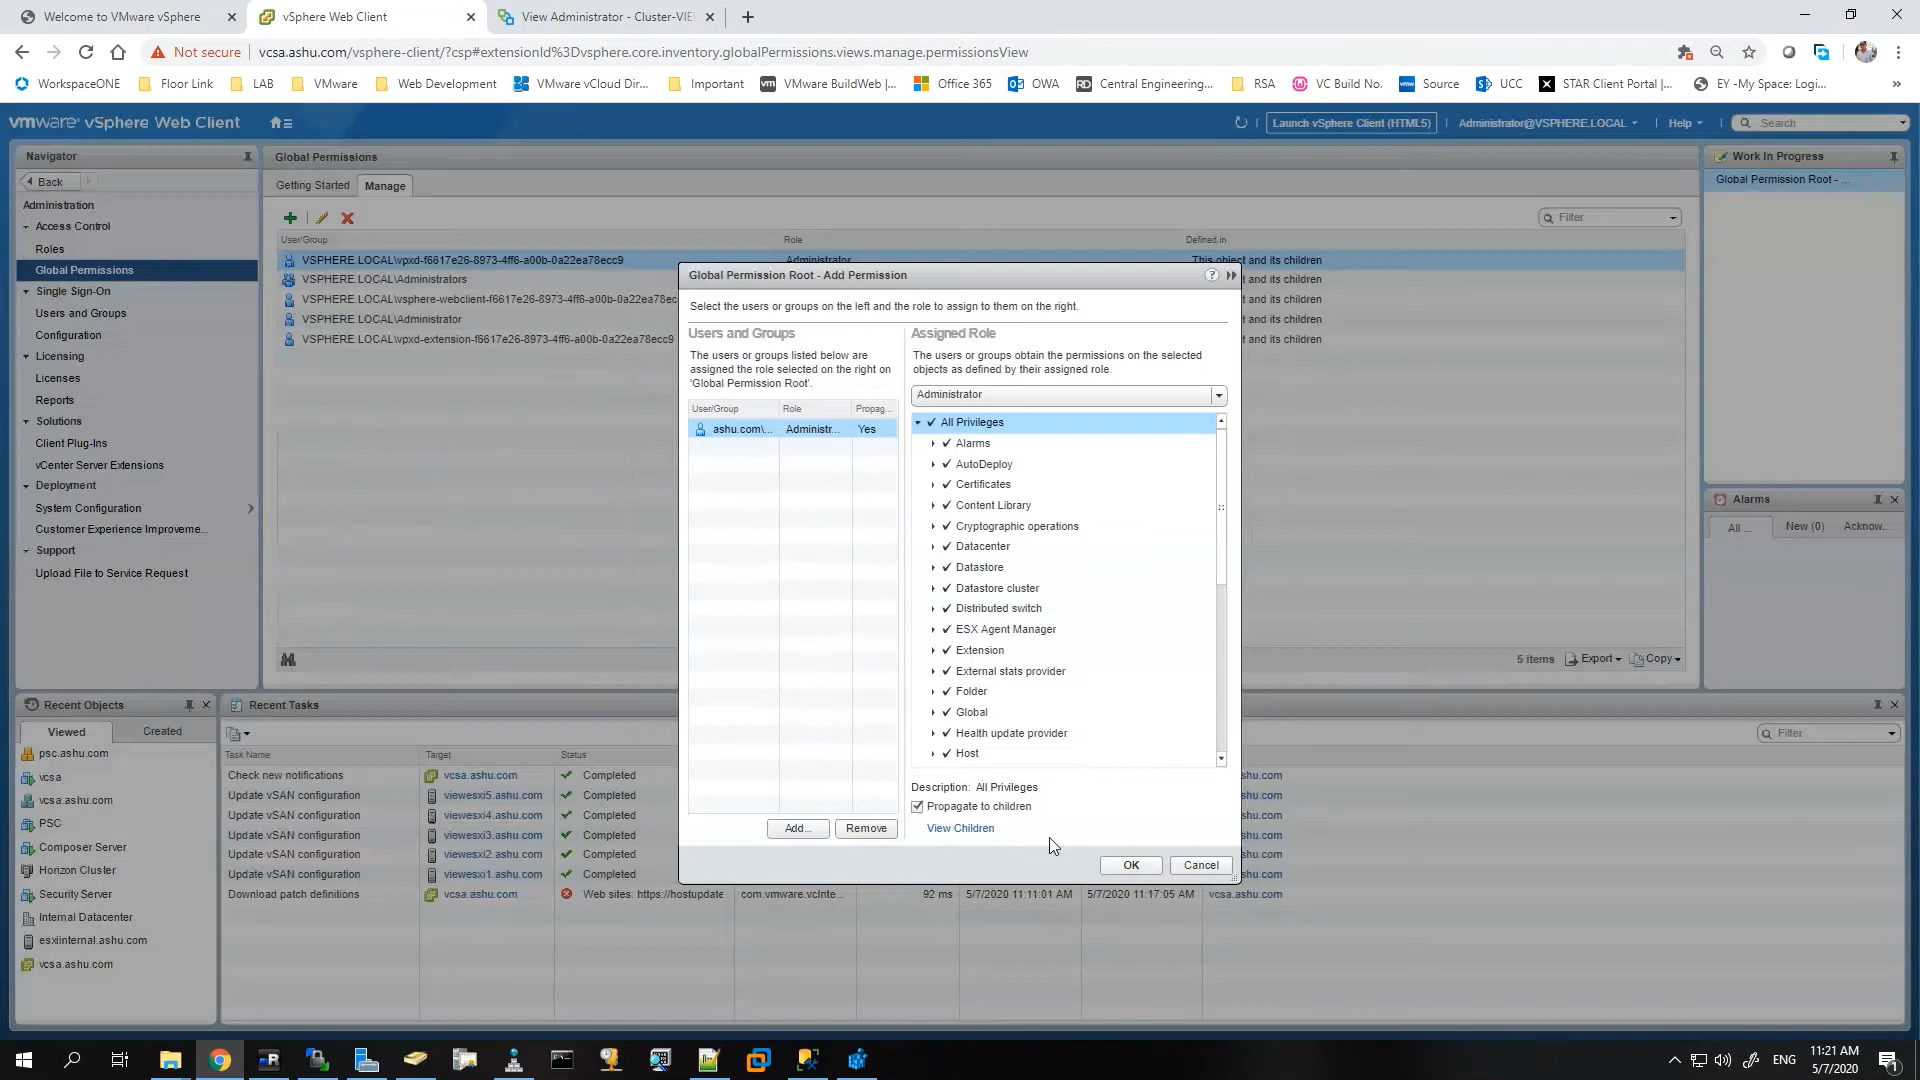 Welcome to VMware vSphere
vSphere Web Client
View Administrator - Cluster-VIE
Not secure
vcsa.ashu.com/vsphere-client/?csp#extensionId%3Dvsphere.core.inventory.globalPermissions.views.manage.permissionsView
WorkspaceONE
Floor Link
LAB
VMware
Web Development
VMware vCloud Dir...
Important
VMware BuildWeb |...
Office 365
OWA
Central Engineering...
RSA
VC Build No.
Source
UCC
STAR Client Portal |...
EY -My Space: Logi...
vmware® vSphere Web Client
Launch vSphere Client (HTML5)
Administrator@VSPHERE.LOCAL
Help
Search
Navigator
Back
Administration
Access Control
Roles
Global Permissions
Single Sign-On
Users and Groups
Configuration
Licensing
Licenses
Reports
Solutions
Client Plug-Ins
vCenter Server Extensions
Deployment
System Configuration
Customer Experience Improveme...
Support
Upload File to Service Request
Global Permissions
Getting Started
Manage
Filter
User/Group
Role
Defined in
VSPHERE.LOCAL\vpxd-f6617e26-8973-4ff6-a00b-0a22ea78ecc9
Administrator
This object and its children
VSPHERE.LOCAL\Administrators
nt and its children
VSPHERE.LOCAL\vsphere-webclient-f6617e26-8973-4ff6-a00b-0a22ea78ec
nt and its children
VSPHERE.LOCAL\Administrator
nt and its children
VSPHERE.LOCAL\vpxd-extension-f6617e26-8973-4ff6-a00b-0a22ea78ecc9
nt and its children
5 items
Export
Copy
Global Permission Root - Add Permission
Select the users or groups on the left and the role to assign to them on the right.
Users and Groups
The users or groups listed below are
assigned the role selected on the right on
'Global Permission Root'.
User/Group
Role
Propag...
ashu.com\...
Administr...
Yes
Add...
Remove
Assigned Role
The users or groups obtain the permissions on the selected
objects as defined by their assigned role.
Administrator
All Privileges
Alarms
AutoDeploy
Certificates
Content Library
Cryptographic operations
Datacenter
Datastore
Datastore cluster
Distributed switch
ESX Agent Manager
Extension
External stats provider
Folder
Global
Health update provider
Host
Description: All Privileges
Propagate to children
View Children
OK
Cancel
Work In Progress
Global Permission Root - ...
Alarms
All ...
New (0)
Acknow...
Recent Objects
Viewed
Created
psc.ashu.com
vcsa
vcsa.ashu.com
PSC
Composer Server
Horizon Cluster
Security Server
Internal Datacenter
esxiinternal.ashu.com
vcsa.ashu.com
Recent Tasks
Filter
Task Name
Target
Status
Check new notifications
vcsa.ashu.com
Completed
shu.com
Update vSAN configuration
viewesxi5.ashu.com
Completed
shu.com
Update vSAN configuration
viewesxi4.ashu.com
Completed
shu.com
Update vSAN configuration
viewesxi3.ashu.com
Completed
shu.com
Update vSAN configuration
viewesxi2.ashu.com
Completed
shu.com
Update vSAN configuration
viewesxi1.ashu.com
Completed
shu.com
Download patch definitions
vcsa.ashu.com
Web sites: https://hostupdate
com.vmware.vcInte...
92 ms
5/7/2020 11:11:01 AM
5/7/2020 11:17:05 AM
vcsa.ashu.com
ENG
11:21 AM
5/7/2020
1